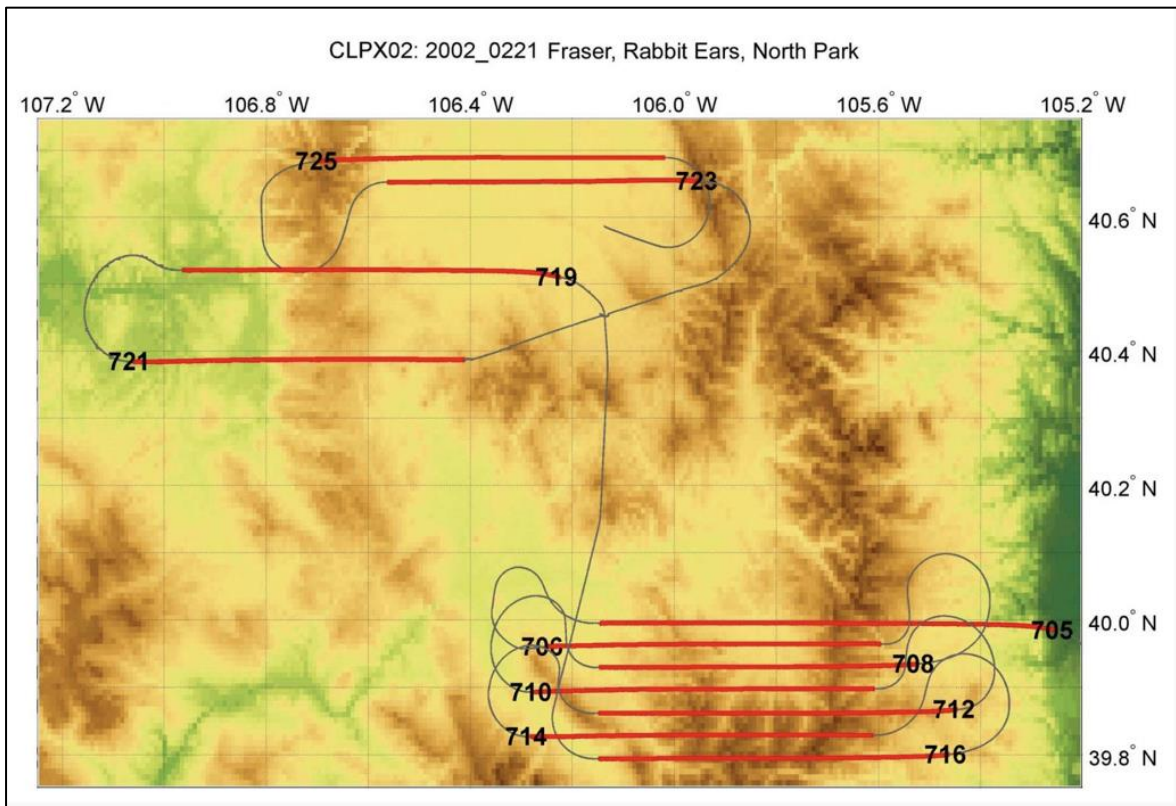 CLPX02: 2002_0221 Fraser, Rabbit Ears, North Park
107.2° W 106.8° W 106.4° W 106.0° W 105.6° W 105.2° W
725
723
40.6° N
719
721
40.4° N
40.2° N
40.0° N
705
706
708
710
712
714
716
39.8° N